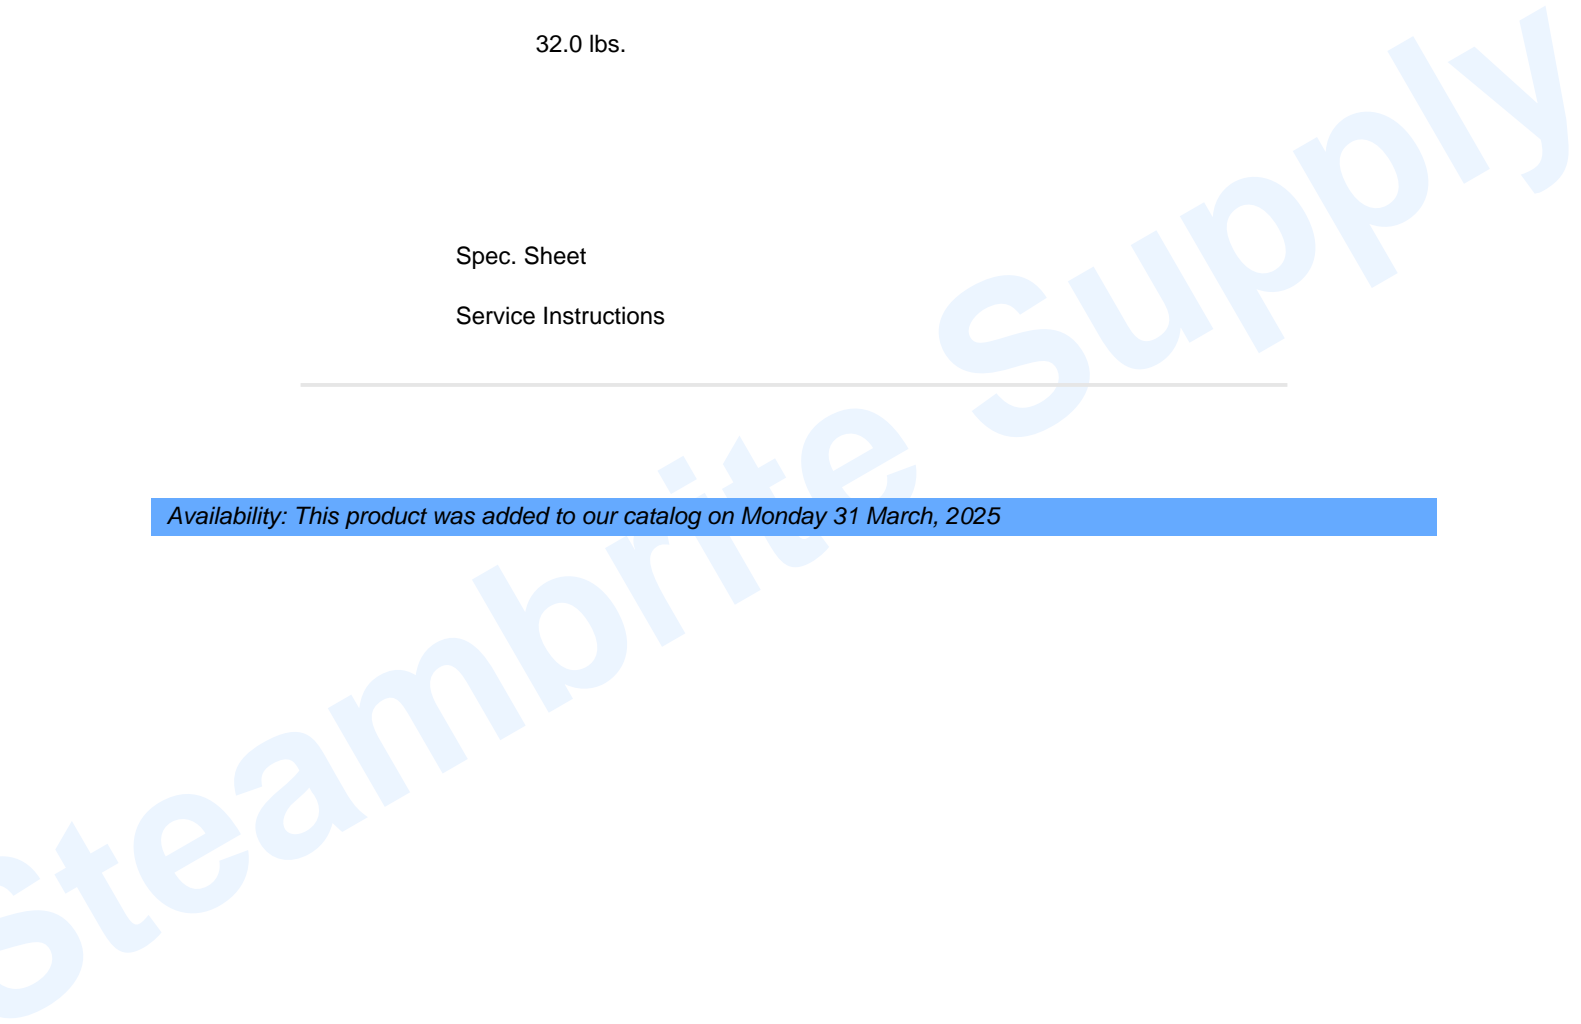 32.0 lbs.
Spec. Sheet
Service Instructions
Availability: This product was added to our catalog on Monday 31 March, 2025
Steambrite Supply